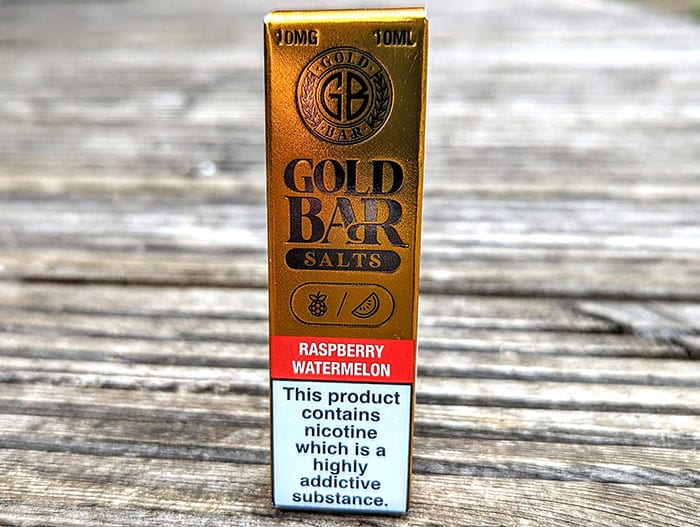 10MG 10ML
GOLD
GB
BAR
GOLD
BAR
SALTS
RASPBERRY
WATERMELON
This product
contains
nicotine
which is a
highly
addictive
substance.